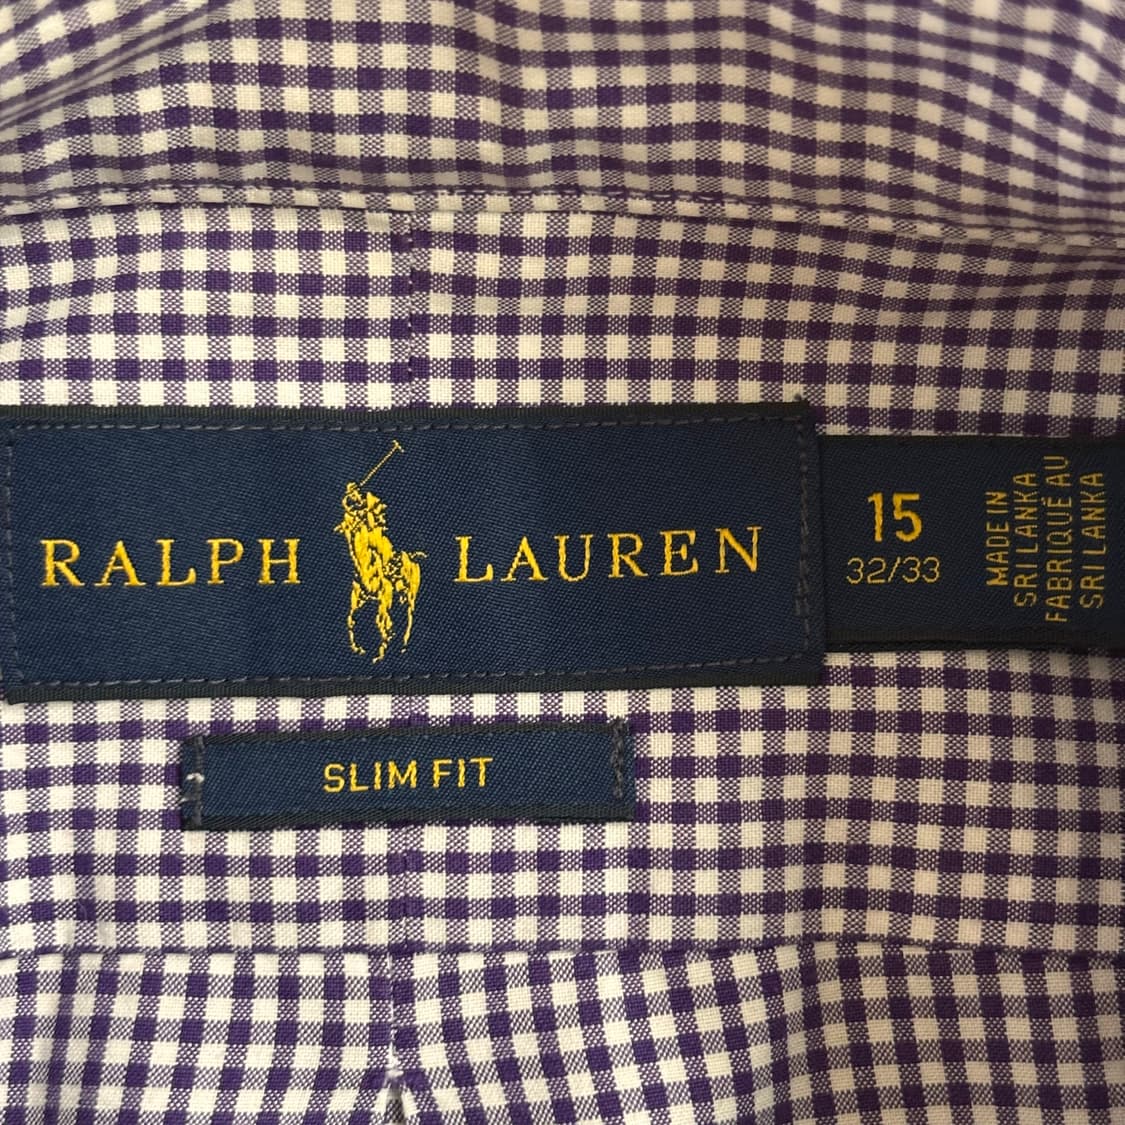 RALPH LAUREN
15
32/33
MADE IN
SRI LANKA
FABRIQUÉ AU
SRI LANKA
SLIM FIT